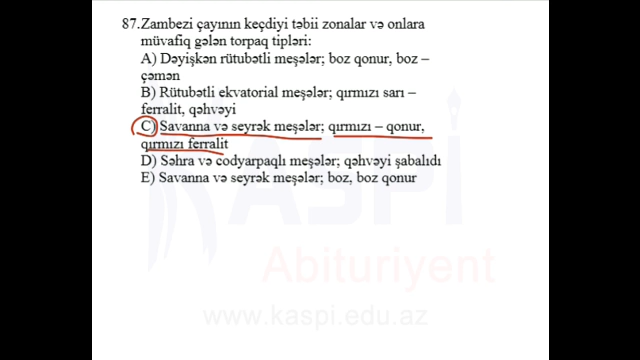 87.Zambezi çayının keçdiyi təbii zonalar və onlara
müvafiq gələn torpaq tipləri:
A) Dəyişkən rütubətli meşələr; boz qonur, boz –
çəmən
B) Rütubətli ekvatorial meşələr; qırmızı sarı –
ferralit, qəhvəyi
C) Savanna və seyrək meşələr; qırmızı – qonur,
qırmızı ferralit
D) Səhra və codyarpaqlı meşələr; qəhvəyi şabalıdı
E) Savanna və seyrək meşələr; boz, boz qonur
KASPİ
Abituriyent
www.kaspi.edu.az